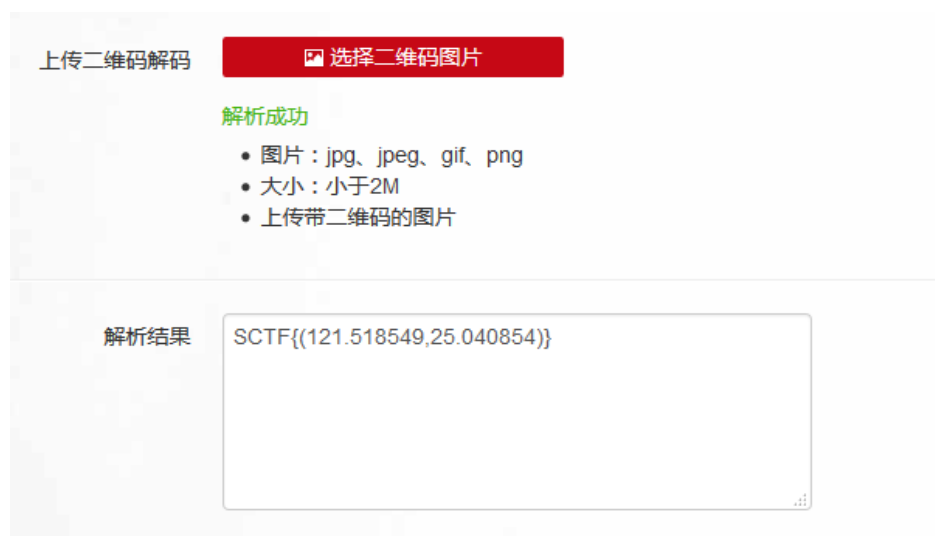 上传二维码解码
选择二维码图片
解析成功
• 图片：jpg、jpeg、gif、png
• 大小：小于2M
• 上传带二维码的图片
解析结果
SCTF{(121.518549,25.040854)}